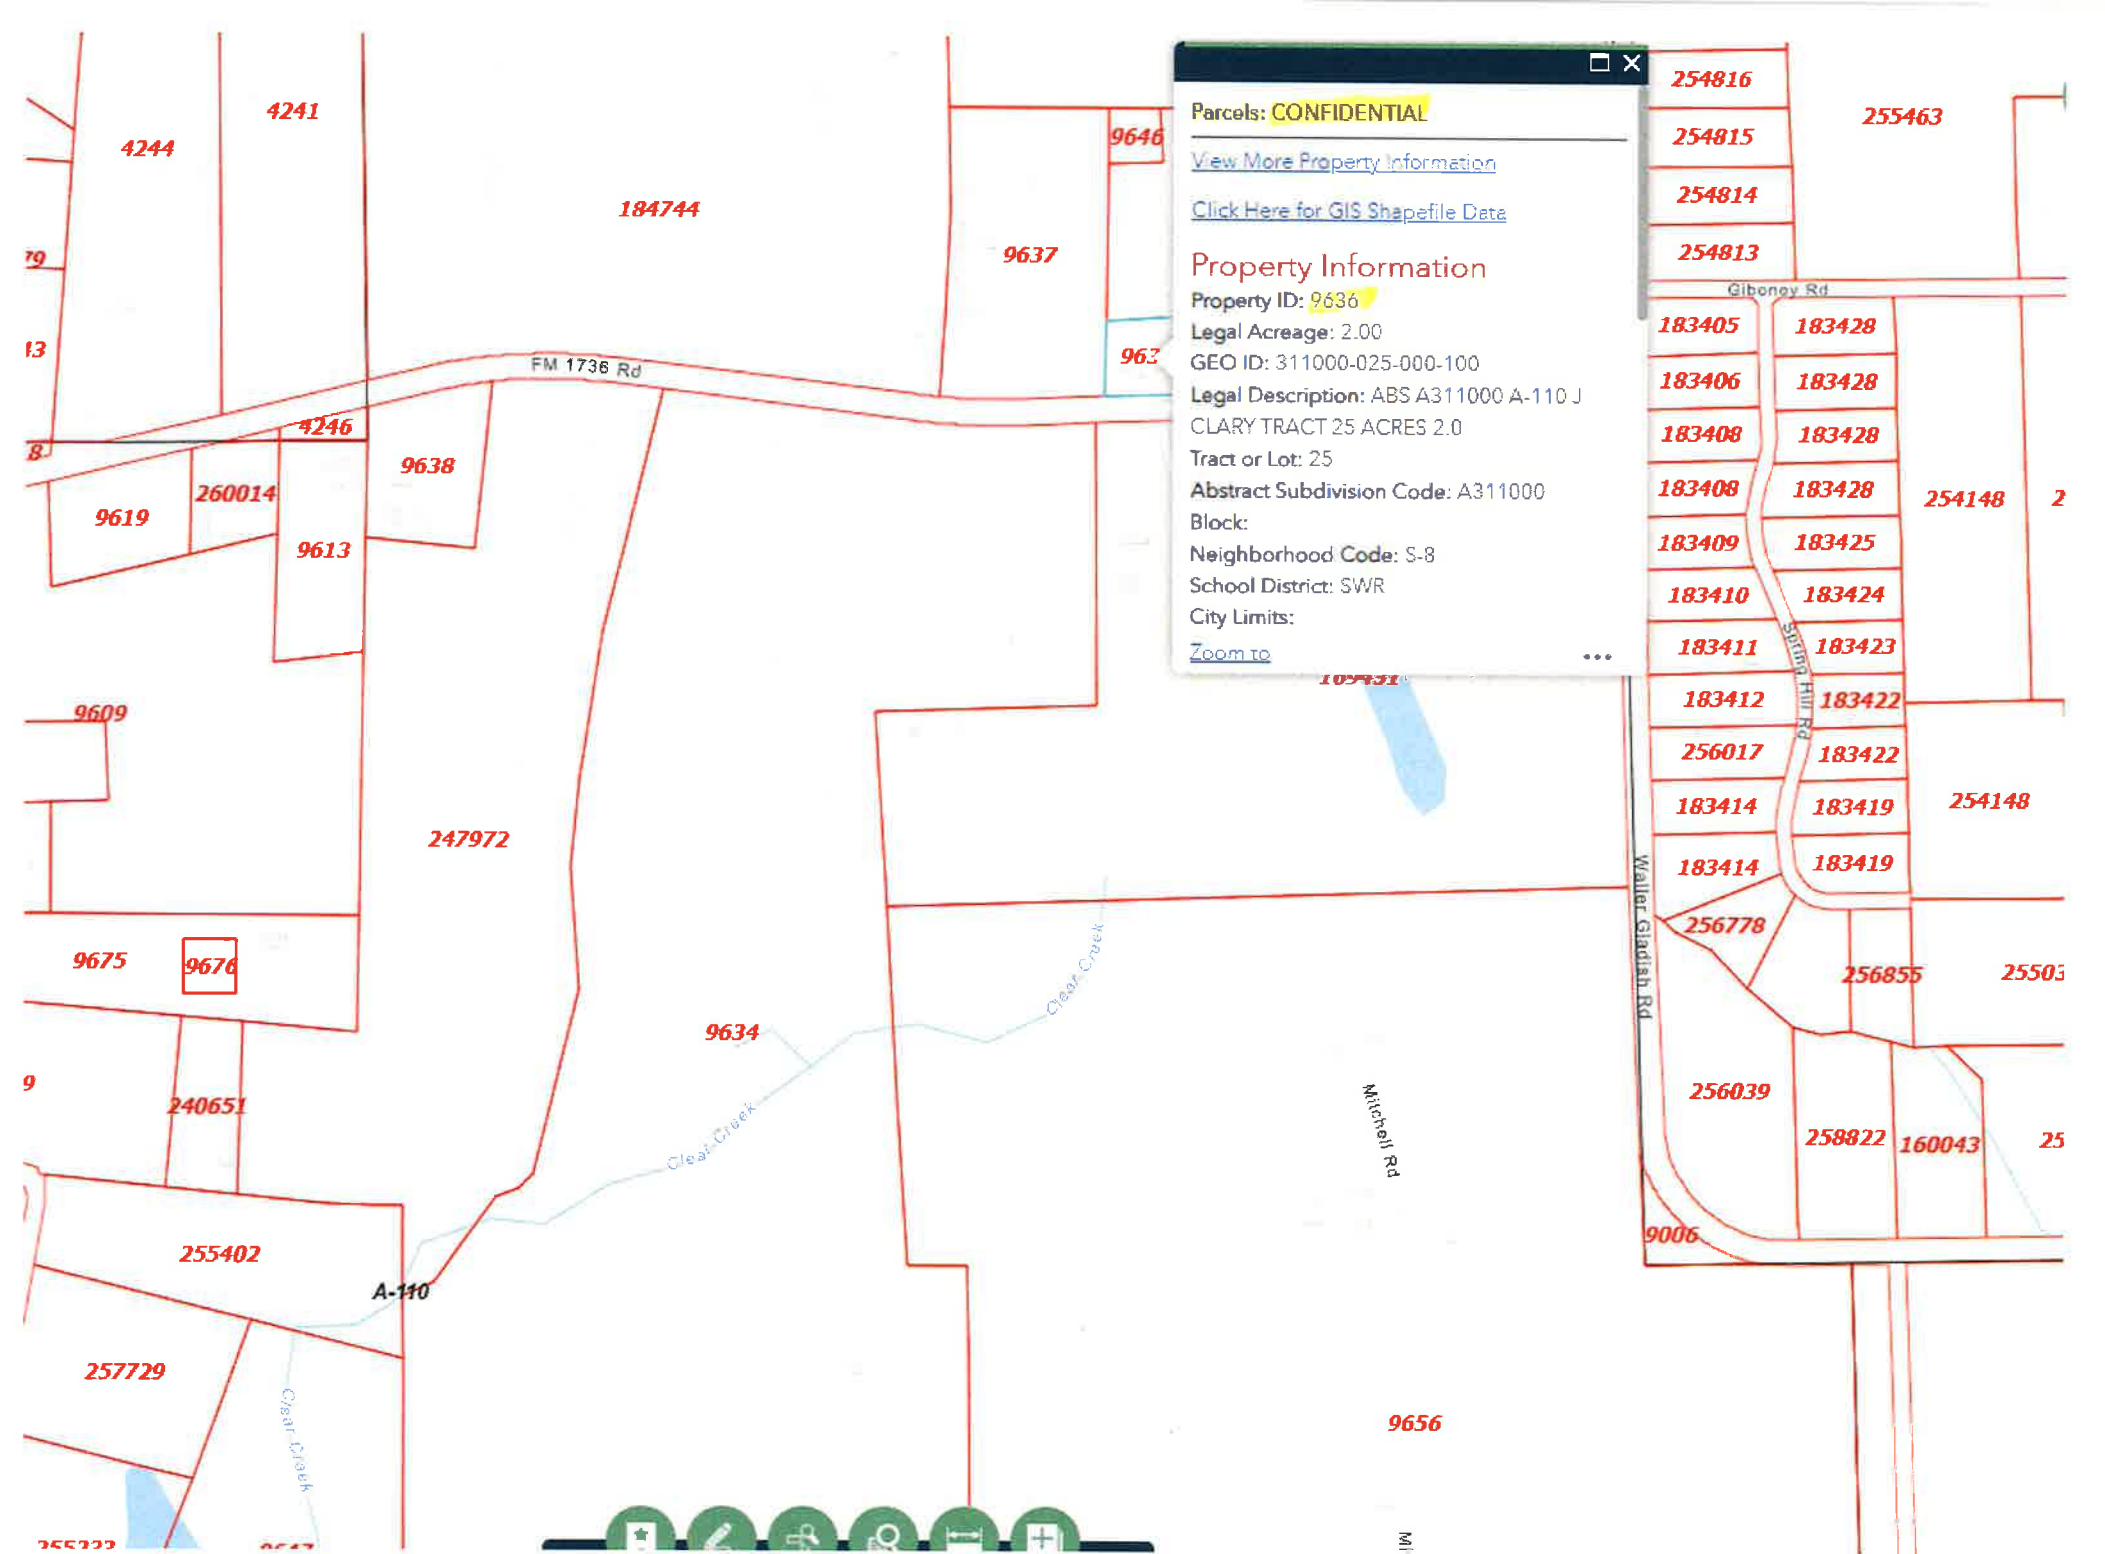 4244
4241
184744
9637
9646
254816
255463
254815
254814
254813
Parcels: CONFIDENTIAL
View More Property Information
Click Here for GIS Shapefile Data
Property Information
Property ID: 9636
Legal Acreage: 2.00
GEO ID: 311000-025-000-100
Legal Description: ABS A311000 A-110 J
CLARY TRACT 25 ACRES 2.0
Tract or Lot: 25
Abstract Subdivision Code: A311000
Block:
Neighborhood Code: S-8
School District: SWR
City Limits:
Zoom to
Giboney Rd
183405 183428
963
FM 1736 Rd
183406 183428
4246
183408 183428
9638
260014
183408 183428 254148
9619
9613
183409 183425
183410 183424
183411 183423
Spring Hill Rd
183412 183422
9609
256017 183422
183414 183419 254148
247972
183414 183419
Waller Gladish Rd
256778
9675 9676
256855 25503
Clear Creek
9634
256039
240651
Clear Creek
Mitchell Rd
258822 160043 25
9006
255402
A-110
257729
Clear Creek
9656